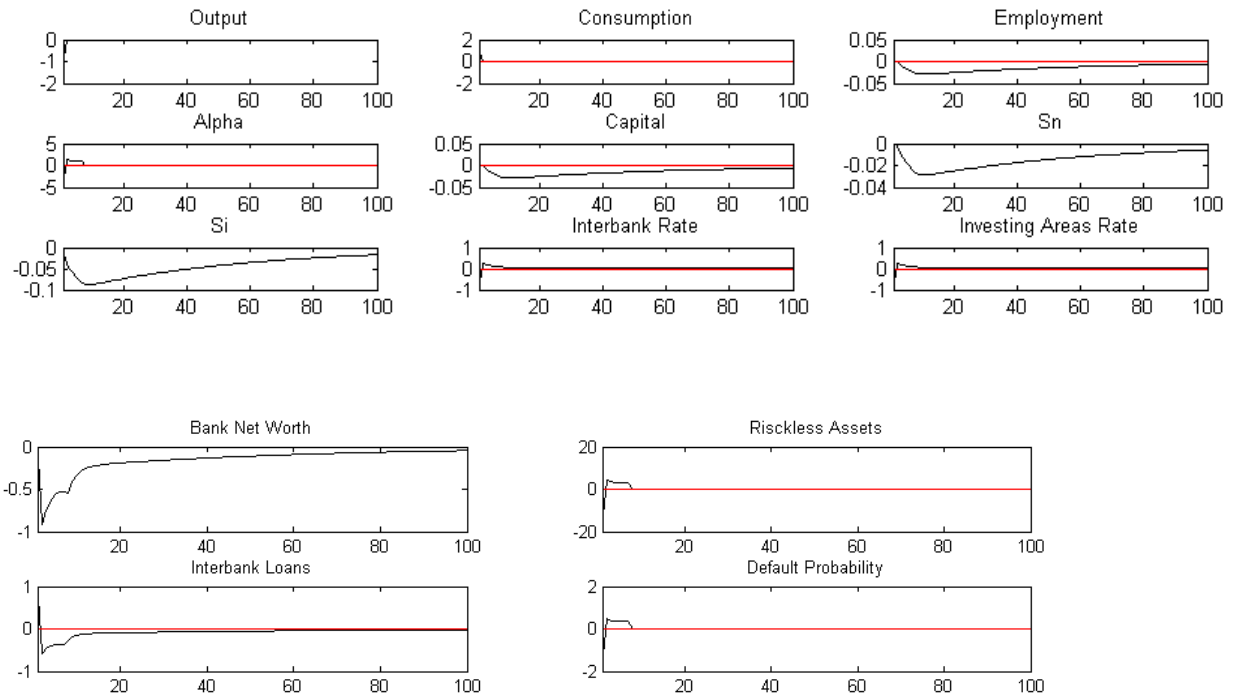 Output Consumption Employment
0 2 0.05
-1 0 0
-2 -2 -0.05
20 40 60 80 100 20 40 60 80 100 20 40 60 80 100
Alpha Capital Sn
5 0.05 0
0 0 -0.02
-5 -0.05 -0.04
20 40 60 80 100 20 40 60 80 100 20 40 60 80 100
Si Interbank Rate Investing Areas Rate
0 1 1
-0.05 0 0
-0.1 -1 -1
20 40 60 80 100 20 40 60 80 100 20 40 60 80 100
Bank Net Worth Risckless Assets
0 20
-0.5 0
-1 -20
20 40 60 80 100 20 40 60 80 100
Interbank Loans Default Probability
1 2
0 0
-1 -2
20 40 60 80 100 20 40 60 80 100